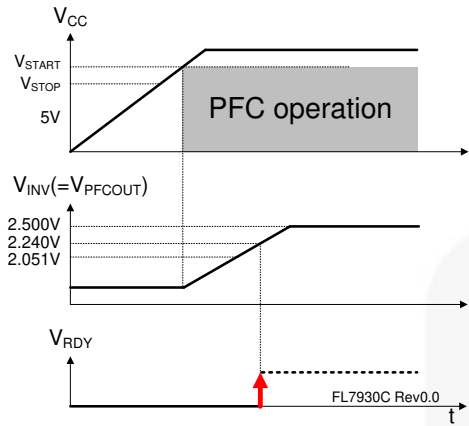 VCC
VSTART
VSTOP
5V
PFC operation
VINV(=VPFCOUT)
2.500V
2.240V
2.051V
VRDY
FL7930C Rev0.0
t